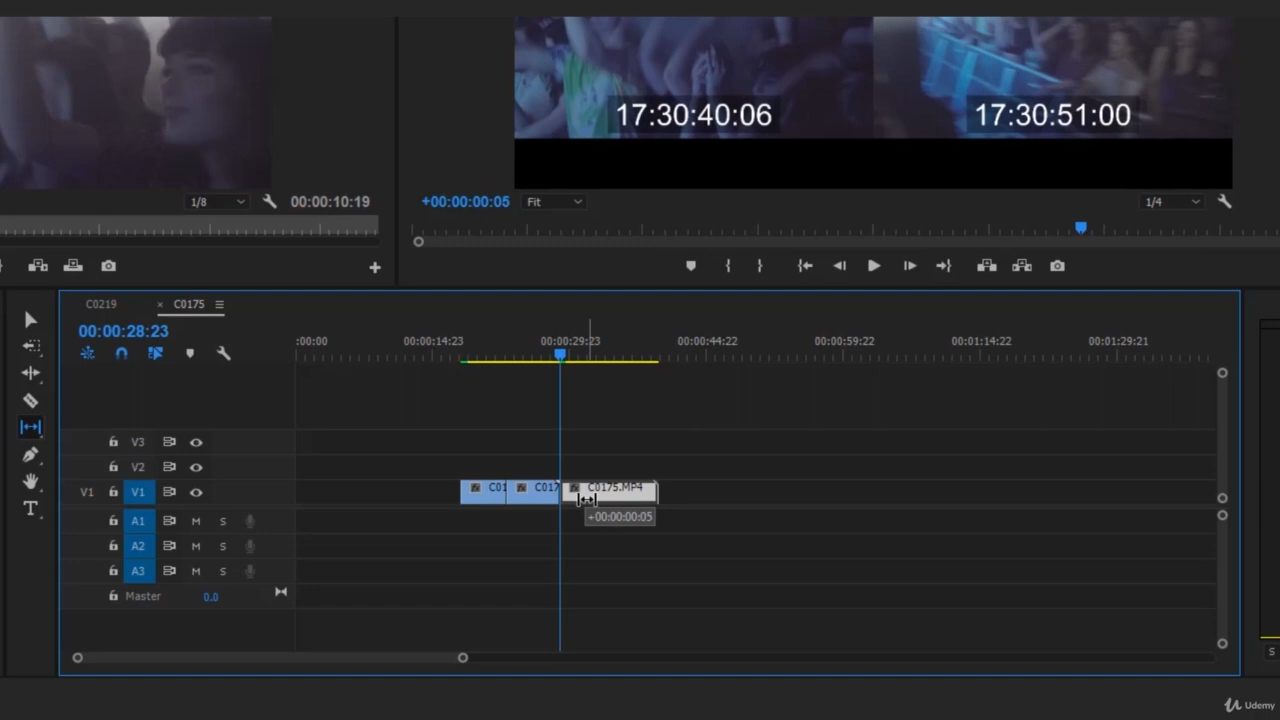 17:30:40:06
17:30:51:00
1/8
00:00:10:19
+00:00:00:05
Fit
1/4
C0219
× C0175
00:00:28:23
:00:00
00:00:14:23
00:00:29:23
00:00:44:22
00:00:59:22
00:01:14:22
00:01:29:21
V3
V2
V1
V1
C01
C017
C0175.MP4
+00:00:00:05
A1
M
S
A2
M
S
A3
M
S
Master
0.0
T
S
Udemy